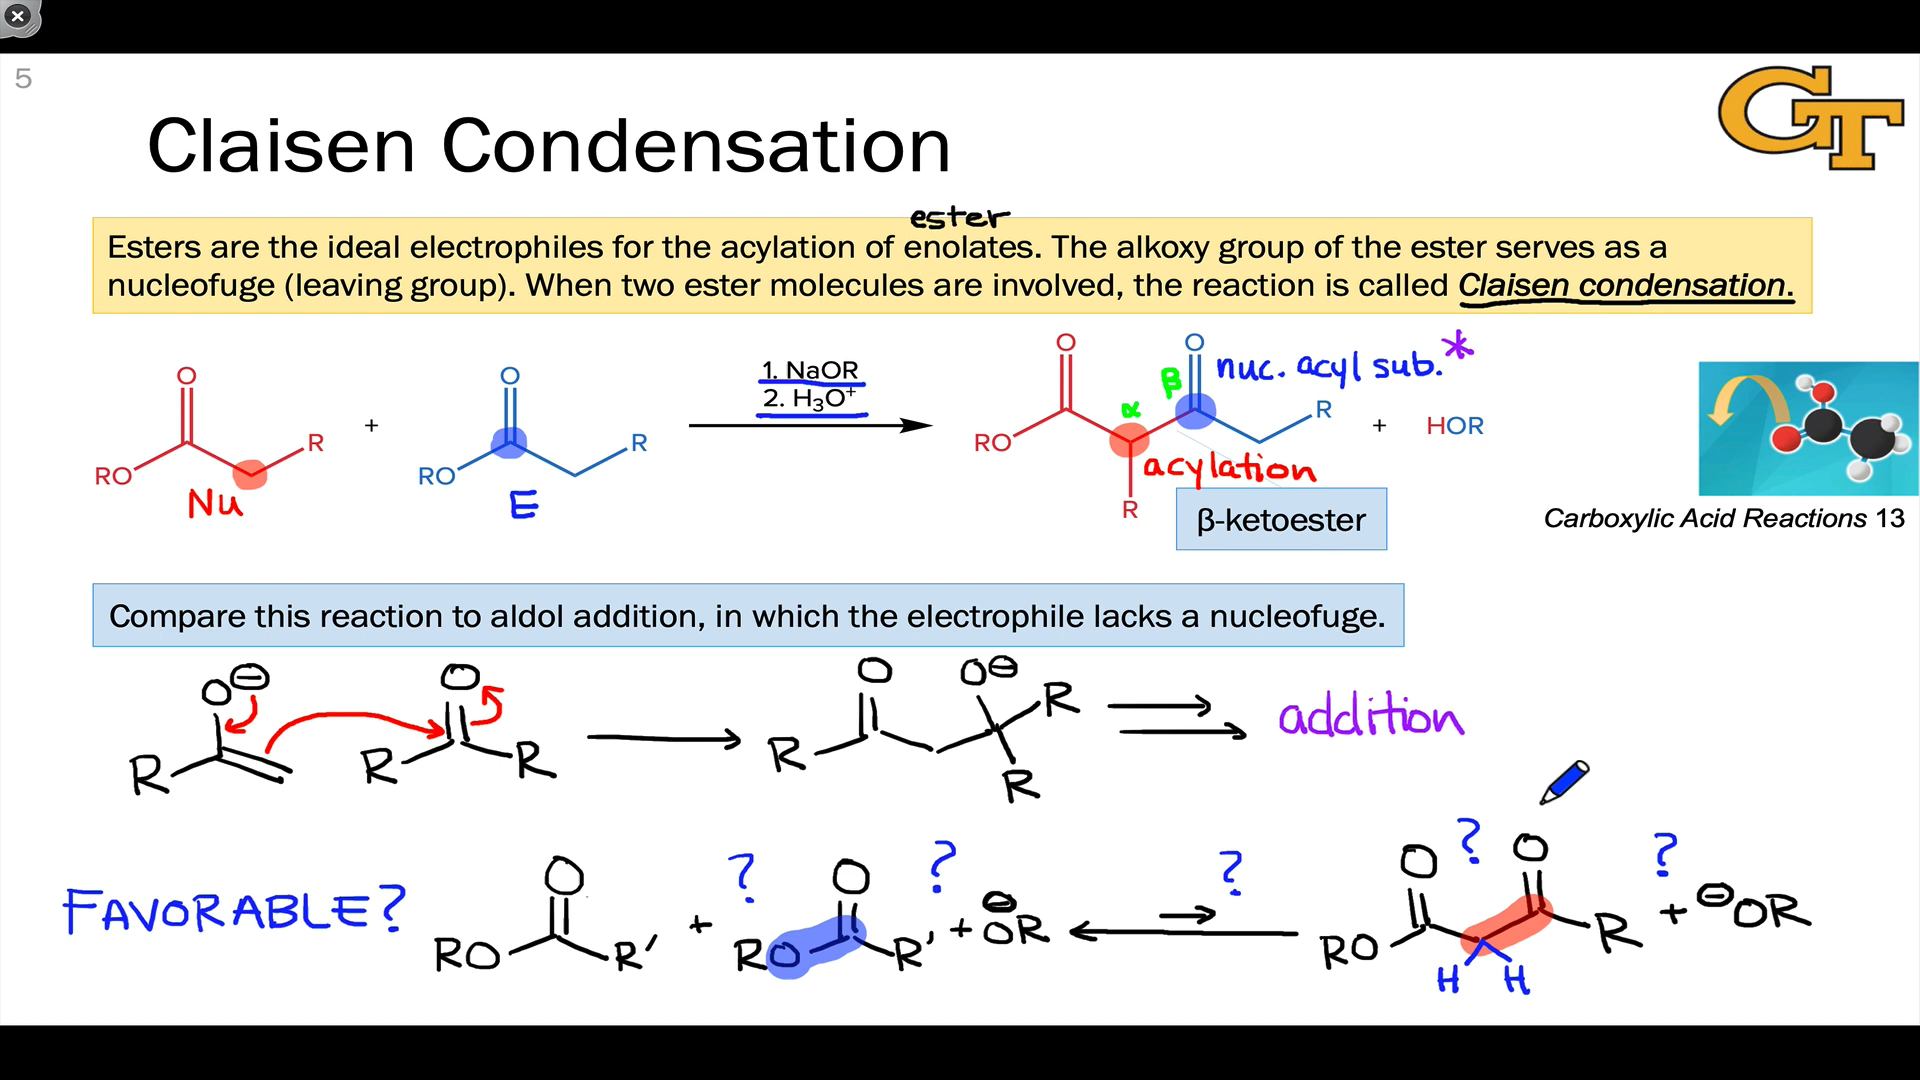 5
GT
Claisen Condensation
ester
Esters are the ideal electrophiles for the acylation of enolates. The alkoxy group of the ester serves as a
nucleofuge (leaving group). When two ester molecules are involved, the reaction is called Claisen condensation.
O O 1. NaOR O O nuc. acyl sub.*
2. H₃O⁺ β
α
RO R + RO R RO R + HOR
Nu E acylation
R
β-ketoester
Carboxylic Acid Reactions 13
Compare this reaction to aldol addition, in which the electrophile lacks a nucleofuge.
O⊖ O O O⊖
R R R R R addition
R
FAVORABLE? O ? O ? ? O ? O ?
RO R' + RO R' + ⊖OR RO R + ⊖OR
H H